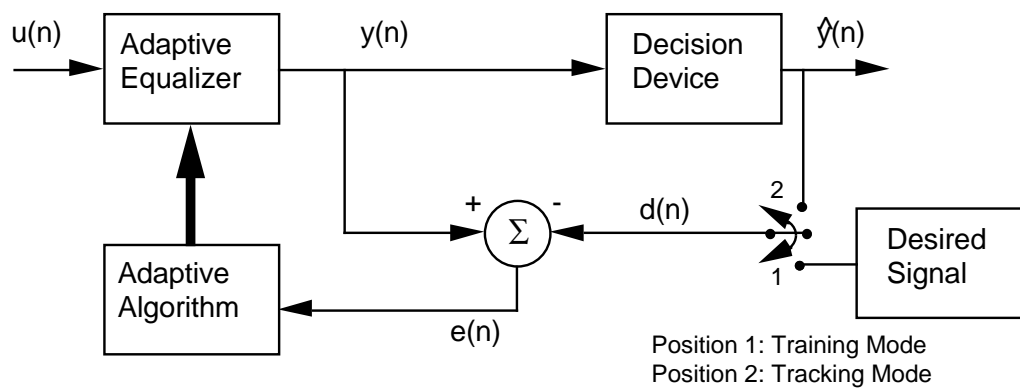 u(n)
Adaptive
Equalizer
y(n)
Decision
Device
ŷ(n)
+
-
Σ
d(n)
2
1
Desired
Signal
Adaptive
Algorithm
e(n)
Position 1: Training Mode
Position 2: Tracking Mode